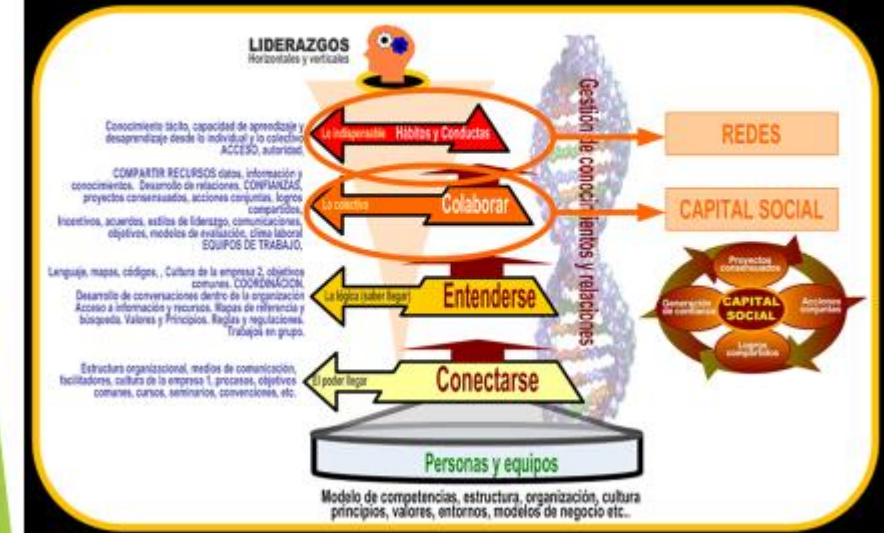 LIDERAZGOS
Horizontales y verticales
Conocimiento tácito, capacidad de aprendizaje y
desaprendizaje desde lo individual y lo colectivo
ACCESO, autoridad,
Lo indispensable
Hábitos y Conductas
REDES
COMPARTIR RECURSOS datos, información y
conocimientos. Desarrollo de relaciones, CONFIANZAS,
proyectos consensuados, acciones conjuntas, logros
compartidos,
Incentivos, acuerdos, estilos de liderazgo, comunicaciones,
objetivos, modelos de evaluación, clima laboral
EQUIPOS DE TRABAJO,
Lo colectivo
Colaborar
CAPITAL SOCIAL
Lenguaje, mapas, códigos, , Cultura de la empresa 2, objetivos
comunes. COORDINACION.
Desarrollo de conversaciones dentro de la organización
Acceso a información y recursos. Mapas de referencia y
búsqueda. Valores y Principios. Reglas y regulaciones.
Trabajos en grupo.
La lógica (saber llegar)
Entenderse
Estructura organizacional, medios de comunicación,
facilitadores, cultura de la empresa 1, procesos, objetivos
comunes, cursos, seminarios, convenciones, etc.
El poder llegar
Conectarse
Gestión de conocimientos y relaciones
Proyectos
consensuados
Generación
de confianza
CAPITAL
SOCIAL
Acciones
conjuntas
Logros
compartidos
Personas y equipos
Modelo de competencias, estructura, organización, cultura
principios, valores, entornos, modelos de negocio etc..